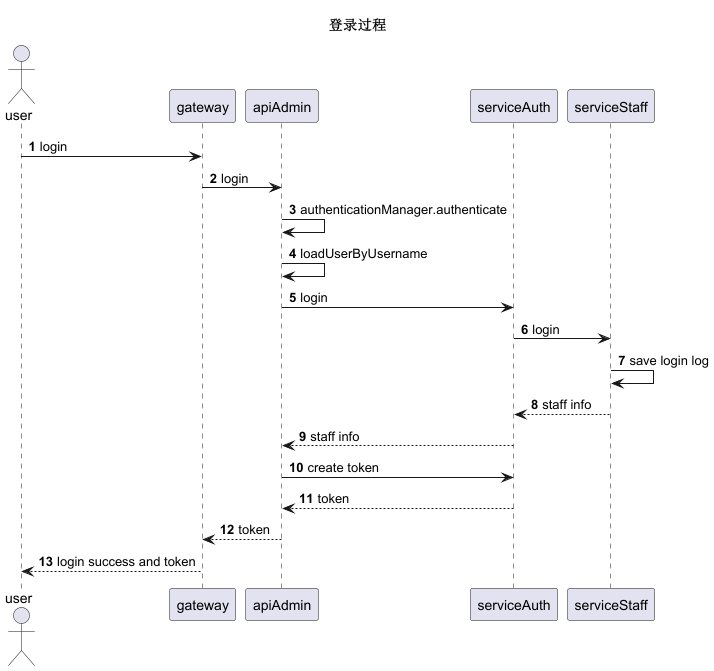 登录过程
user
gateway
apiAdmin
serviceAuth
serviceStaff
1 login
2 login
3 authenticationManager.authenticate
4 loadUserByUsername
5 login
6 login
7 save login log
8 staff info
9 staff info
10 create token
11 token
12 token
13 login success and token
user
gateway
apiAdmin
serviceAuth
serviceStaff